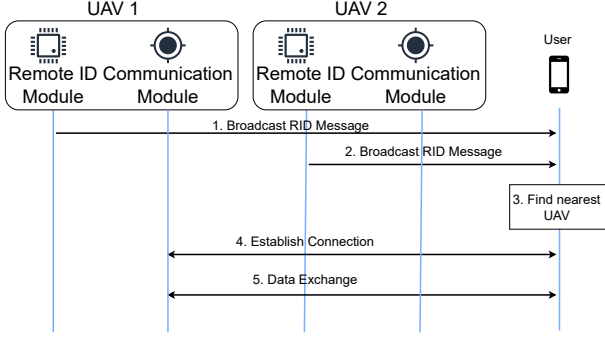 UAV 1
UAV 2
User
Remote ID
Module
Communication
Module
Remote ID
Module
Communication
Module
1. Broadcast RID Message
2. Broadcast RID Message
3. Find nearest
UAV
4. Establish Connection
5. Data Exchange